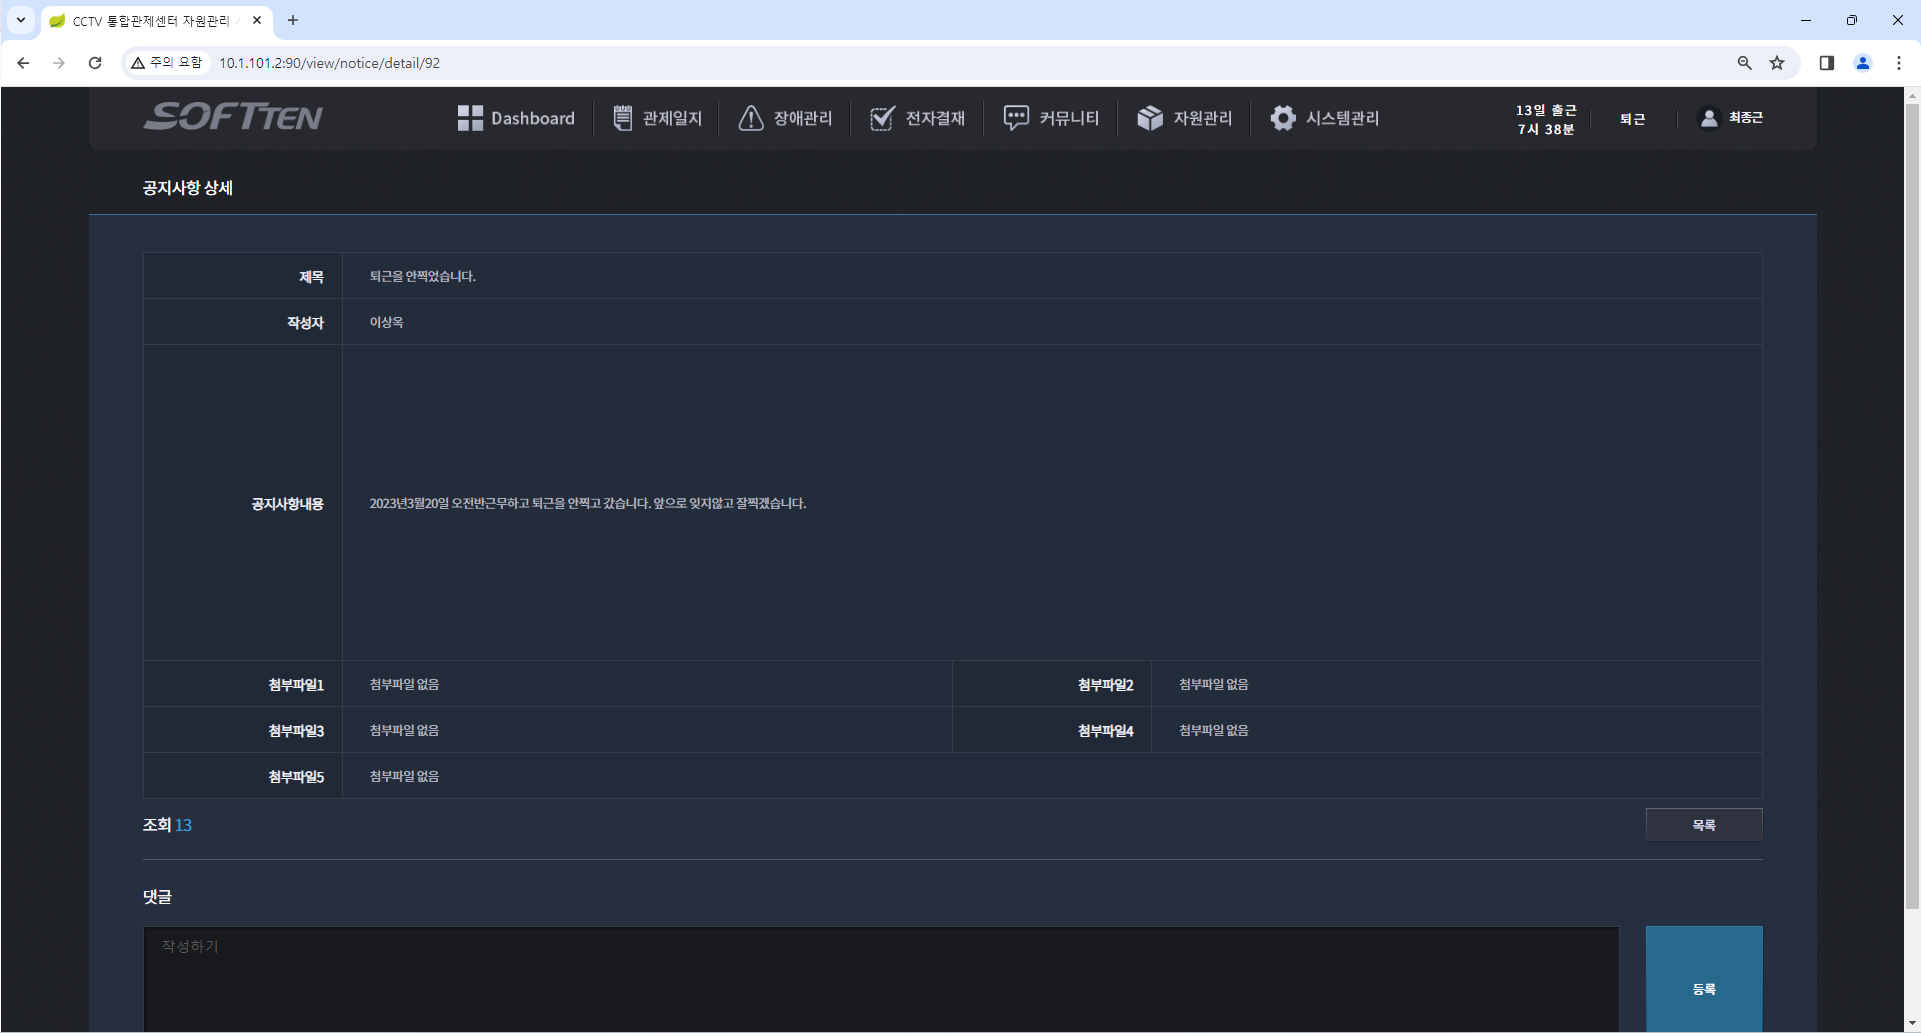 CCTV 통합관제센터 자원관리
주의 요함
10.1.101.2:90/view/notice/detail/92
SOFTTEN
Dashboard
관제일지
장애관리
전자결재
커뮤니티
자원관리
시스템관리
13일 출근
7시 38분
퇴근
최종근
공지사항 상세
제목
퇴근을 안찍었습니다.
작성자
이상옥
공지사항내용
2023년3월20일 오전반근무하고 퇴근을 안찍고 갔습니다. 앞으로 잊지않고 잘찍겠습니다.
첨부파일1
첨부파일 없음
첨부파일2
첨부파일 없음
첨부파일3
첨부파일 없음
첨부파일4
첨부파일 없음
첨부파일5
첨부파일 없음
조회 13
목록
댓글
작성하기
등록